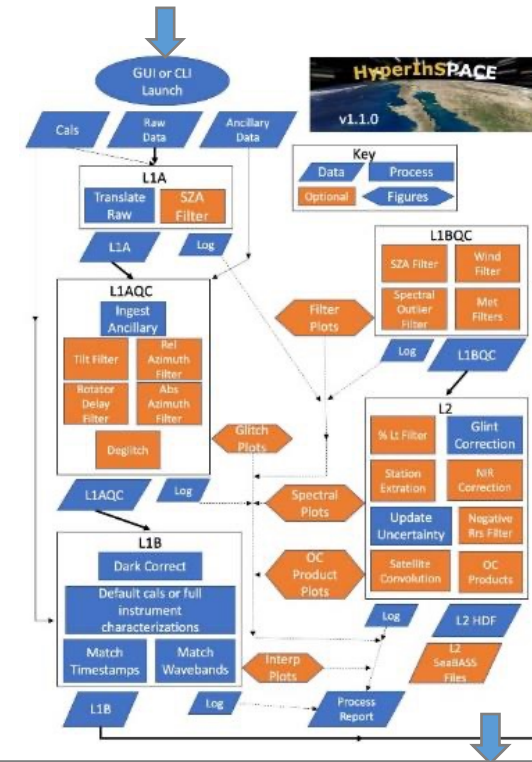 GUI or CLI
Launch
Cals
Raw
Data
Ancillary
Data
HyperInSPACE
v1.1.0
Key
Data
Process
Optional
Figures
L1A
Translate
Raw
SZA
Filter
L1A
Log
L1AQC
Ingest
Ancillary
Tilt Filter
Rel
Azimuth
Filter
Rotator
Delay
Filter
Abs
Azimuth
Filter
Deglitch
L1AQC
Log
L1B
Dark Correct
Default cals or full
instrument
characterizations
Match
Timestamps
Match
Wavebands
L1B
Log
Filter
Plots
Glitch
Plots
Spectral
Plots
OC
Product
Plots
Interp
Plots
Process
Report
L1BQC
SZA Filter
Wind
Filter
Spectral
Outlier
Filter
Met
Filters
Log
L1BQC
L2
% Lt Filter
Glint
Correction
Station
Extration
NIR
Correction
Update
Uncertainty
Negative
Rrs Filter
Satellite
Convolution
OC
Products
Log
L2 HDF
L2
SeaBASS
Files